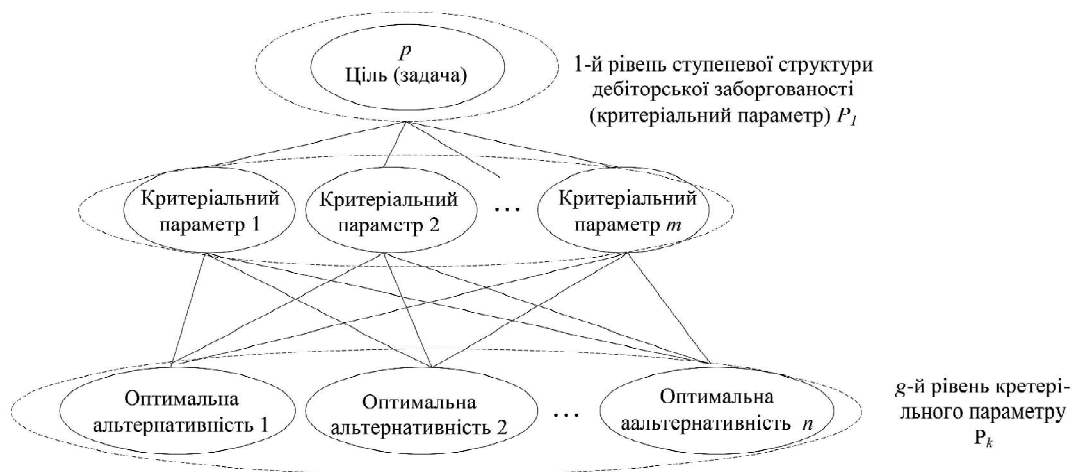 p
Ціль (задача)
1-й рівень ступеневої структури
дебіторської заборгованості
(критеріальний параметр) P1
Критеріальний
параметр 1
Критеріальний
параметр 2
...
Критеріальний
параметр m
Оптимальна
альтернативність 1
Оптимальна
альтернативність 2
...
Оптимальна
аальтернативність n
g-й рівень кретері-
льного параметру
Pk